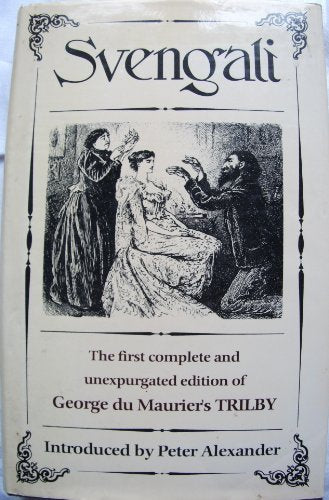 Svengali
The first complete and
unexpurgated edition of
George du Maurier's TRILBY
Introduced by Peter Alexander